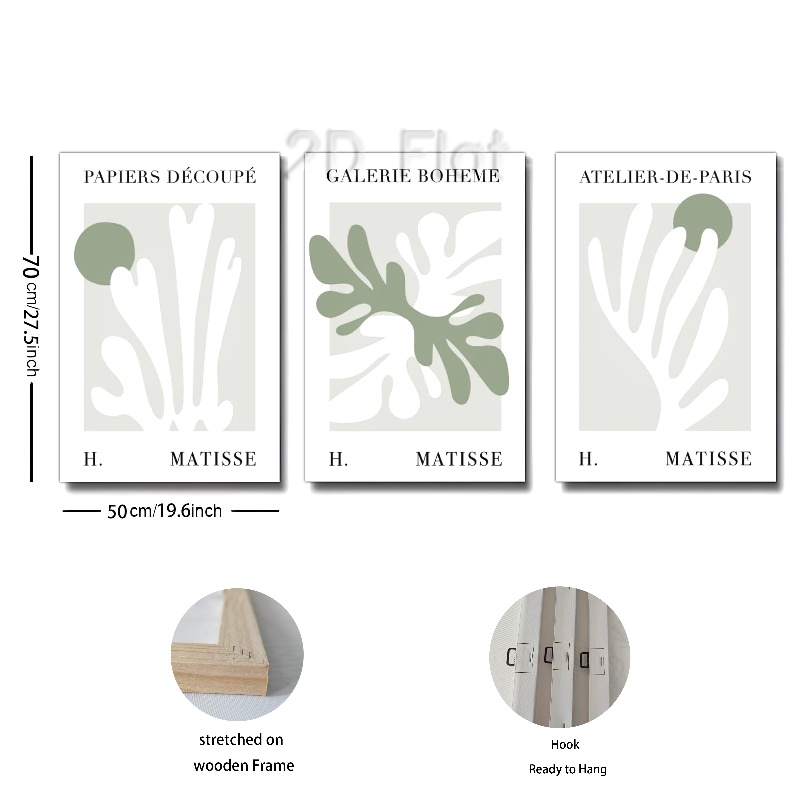 2D Flat
PAPIERS DÉCOUPÉ
GALERIE BOHEME
ATELIER-DE-PARIS
70 cm/27.5inch
H. MATISSE
H. MATISSE
H. MATISSE
50cm/19.6inch
stretched on
wooden Frame
Hook
Ready to Hang